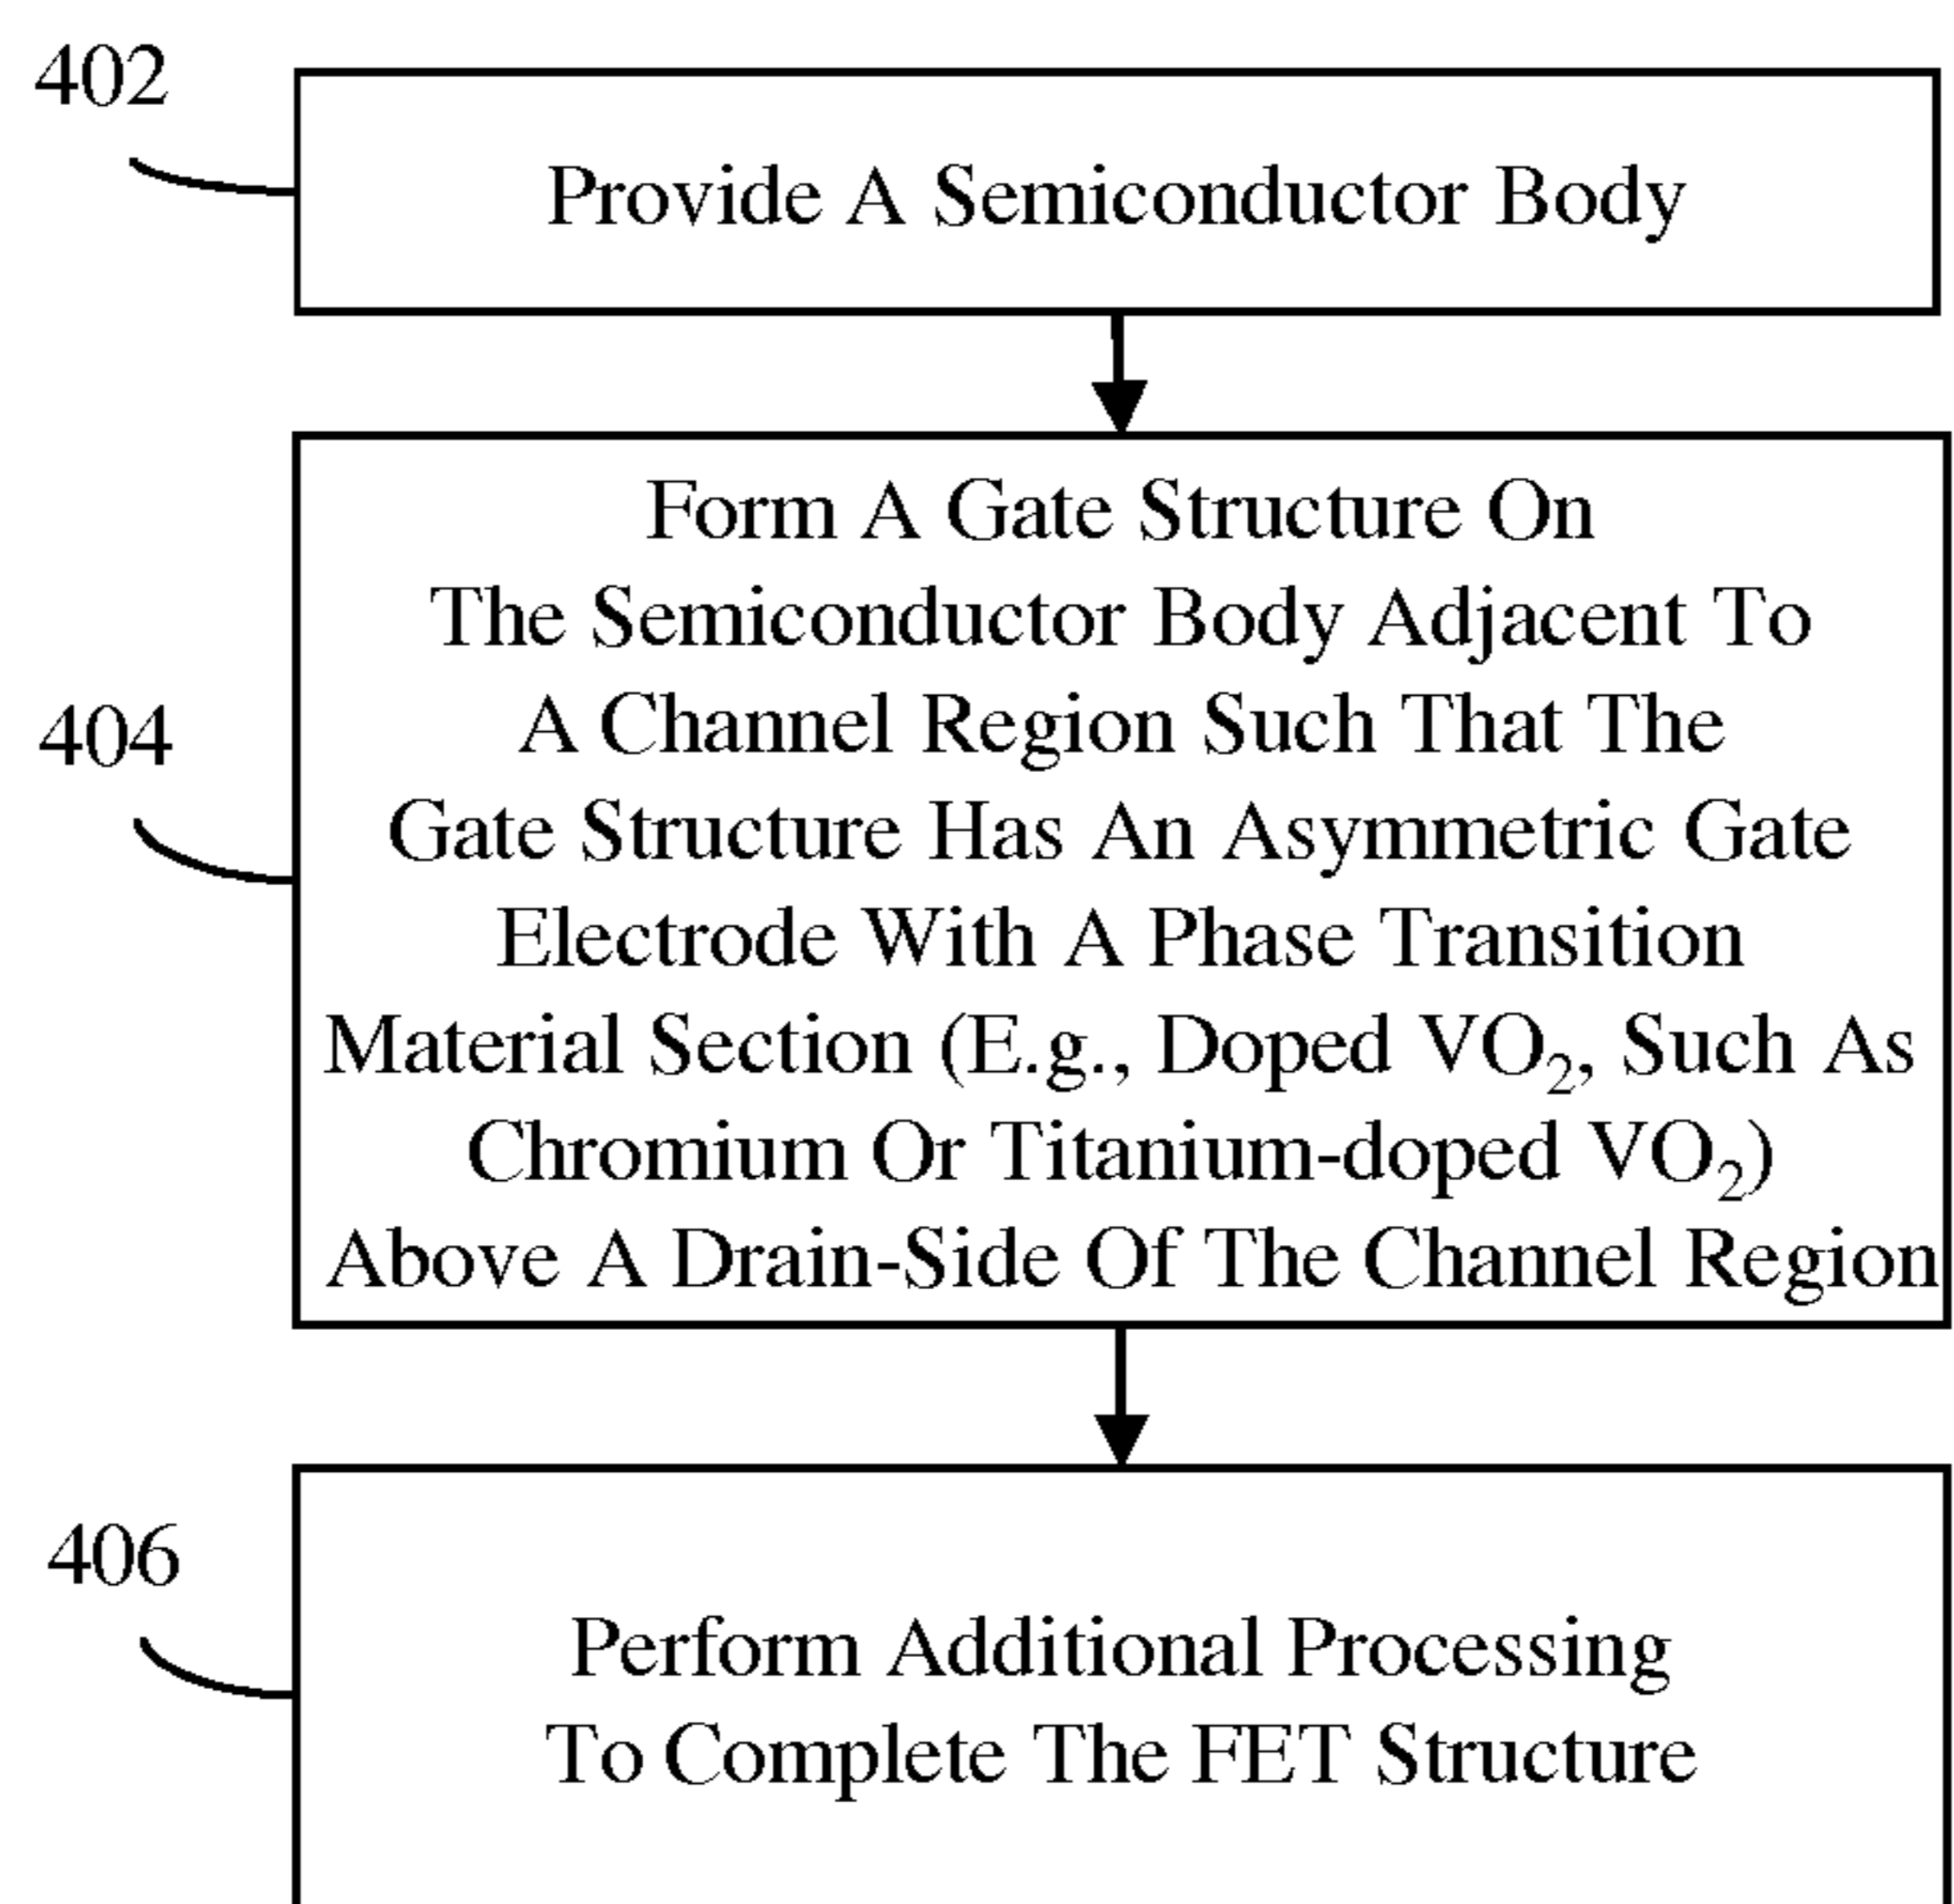 402
Provide A Semiconductor Body
Form A Gate Structure On
The Semiconductor Body Adjacent To
A Channel Region Such That The
404
Gate Structure Has An Asymmetric Gate
Electrode With A Phase Transition
Material Section (E.g., Doped VO₂, Such As
Chromium Or Titanium-doped VO₂)
Above A Drain-Side Of The Channel Region
406
Perform Additional Processing
To Complete The FET Structure